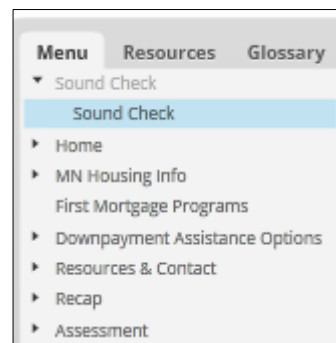 Menu Resources Glossary
Sound Check
Sound Check
Home
MN Housing Info
First Mortgage Programs
Downpayment Assistance Options
Resources & Contact
Recap
Assessment